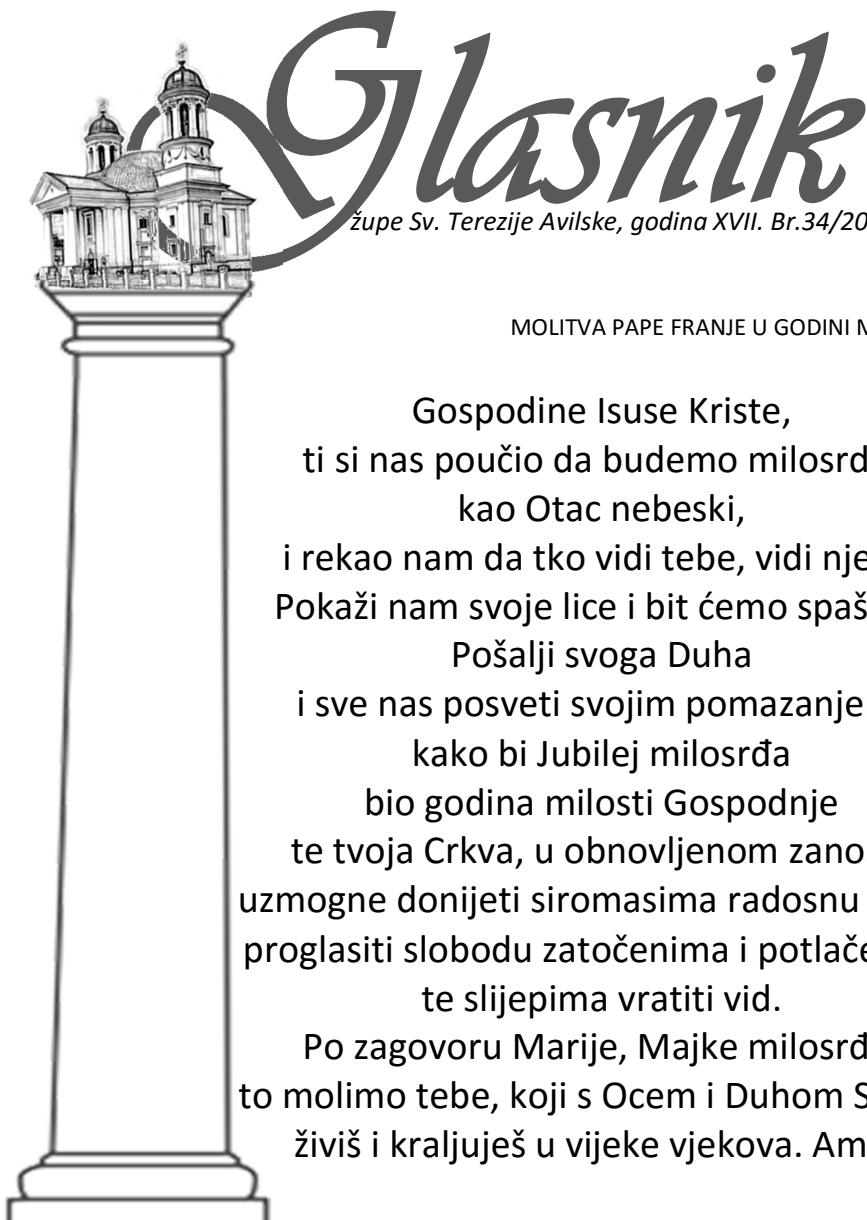 Glasnik
župe Sv. Terezije Avilske, godina XVII. Br.34/20
MOLITVA PAPE FRANJE U GODINI
Gospodine Isuse Kriste,
ti si nas poučio da budemo milosrd
kao Otac nebeski,
i rekao nam da tko vidi tebe, vidi nje
Pokaži nam svoje lice i bit ćemo spaš
Pošalji svoga Duha
i sve nas posveti svojim pomazanje
kako bi Jubilej milosrđa
bio godina milosti Gospodnje
te tvoja Crkva, u obnovljenom zano
uzmogne donijeti siromasima radosnu
proglasiti slobodu zatočenima i potlače
te slijepima vratiti vid.
Po zagovoru Marije, Majke milosrđ
to molimo tebe, koji s Ocem i Duhom S
živiš i kraljuješ u vijeke vjekova. Am